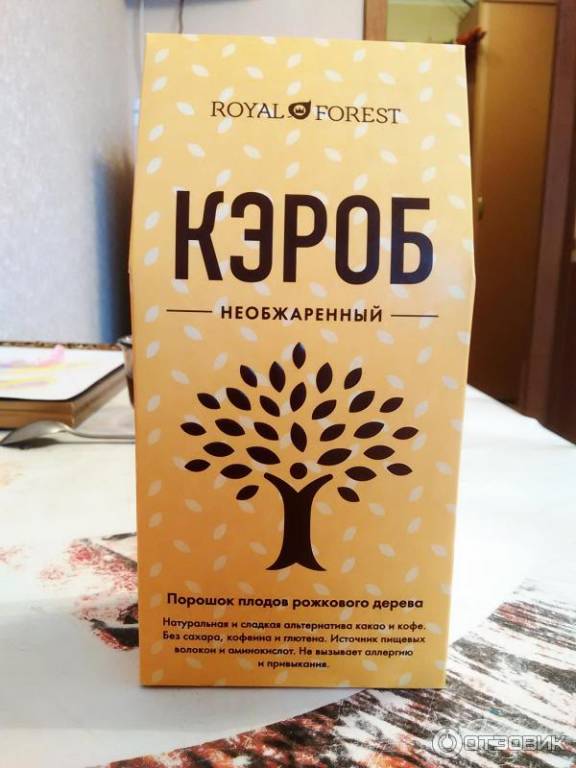 ROYAL FOREST
КЭРОБ
НЕОБЖАРЕННЫЙ
Порошок плодов рожкового дерева
Натуральная и сладкая альтернатива какао и кофе.
Без сахара, кофеина и глютена. Источник пищевых
волокон и аминокислот. Не вызывает аллергию
и привыкания.
ОТЗОВИК